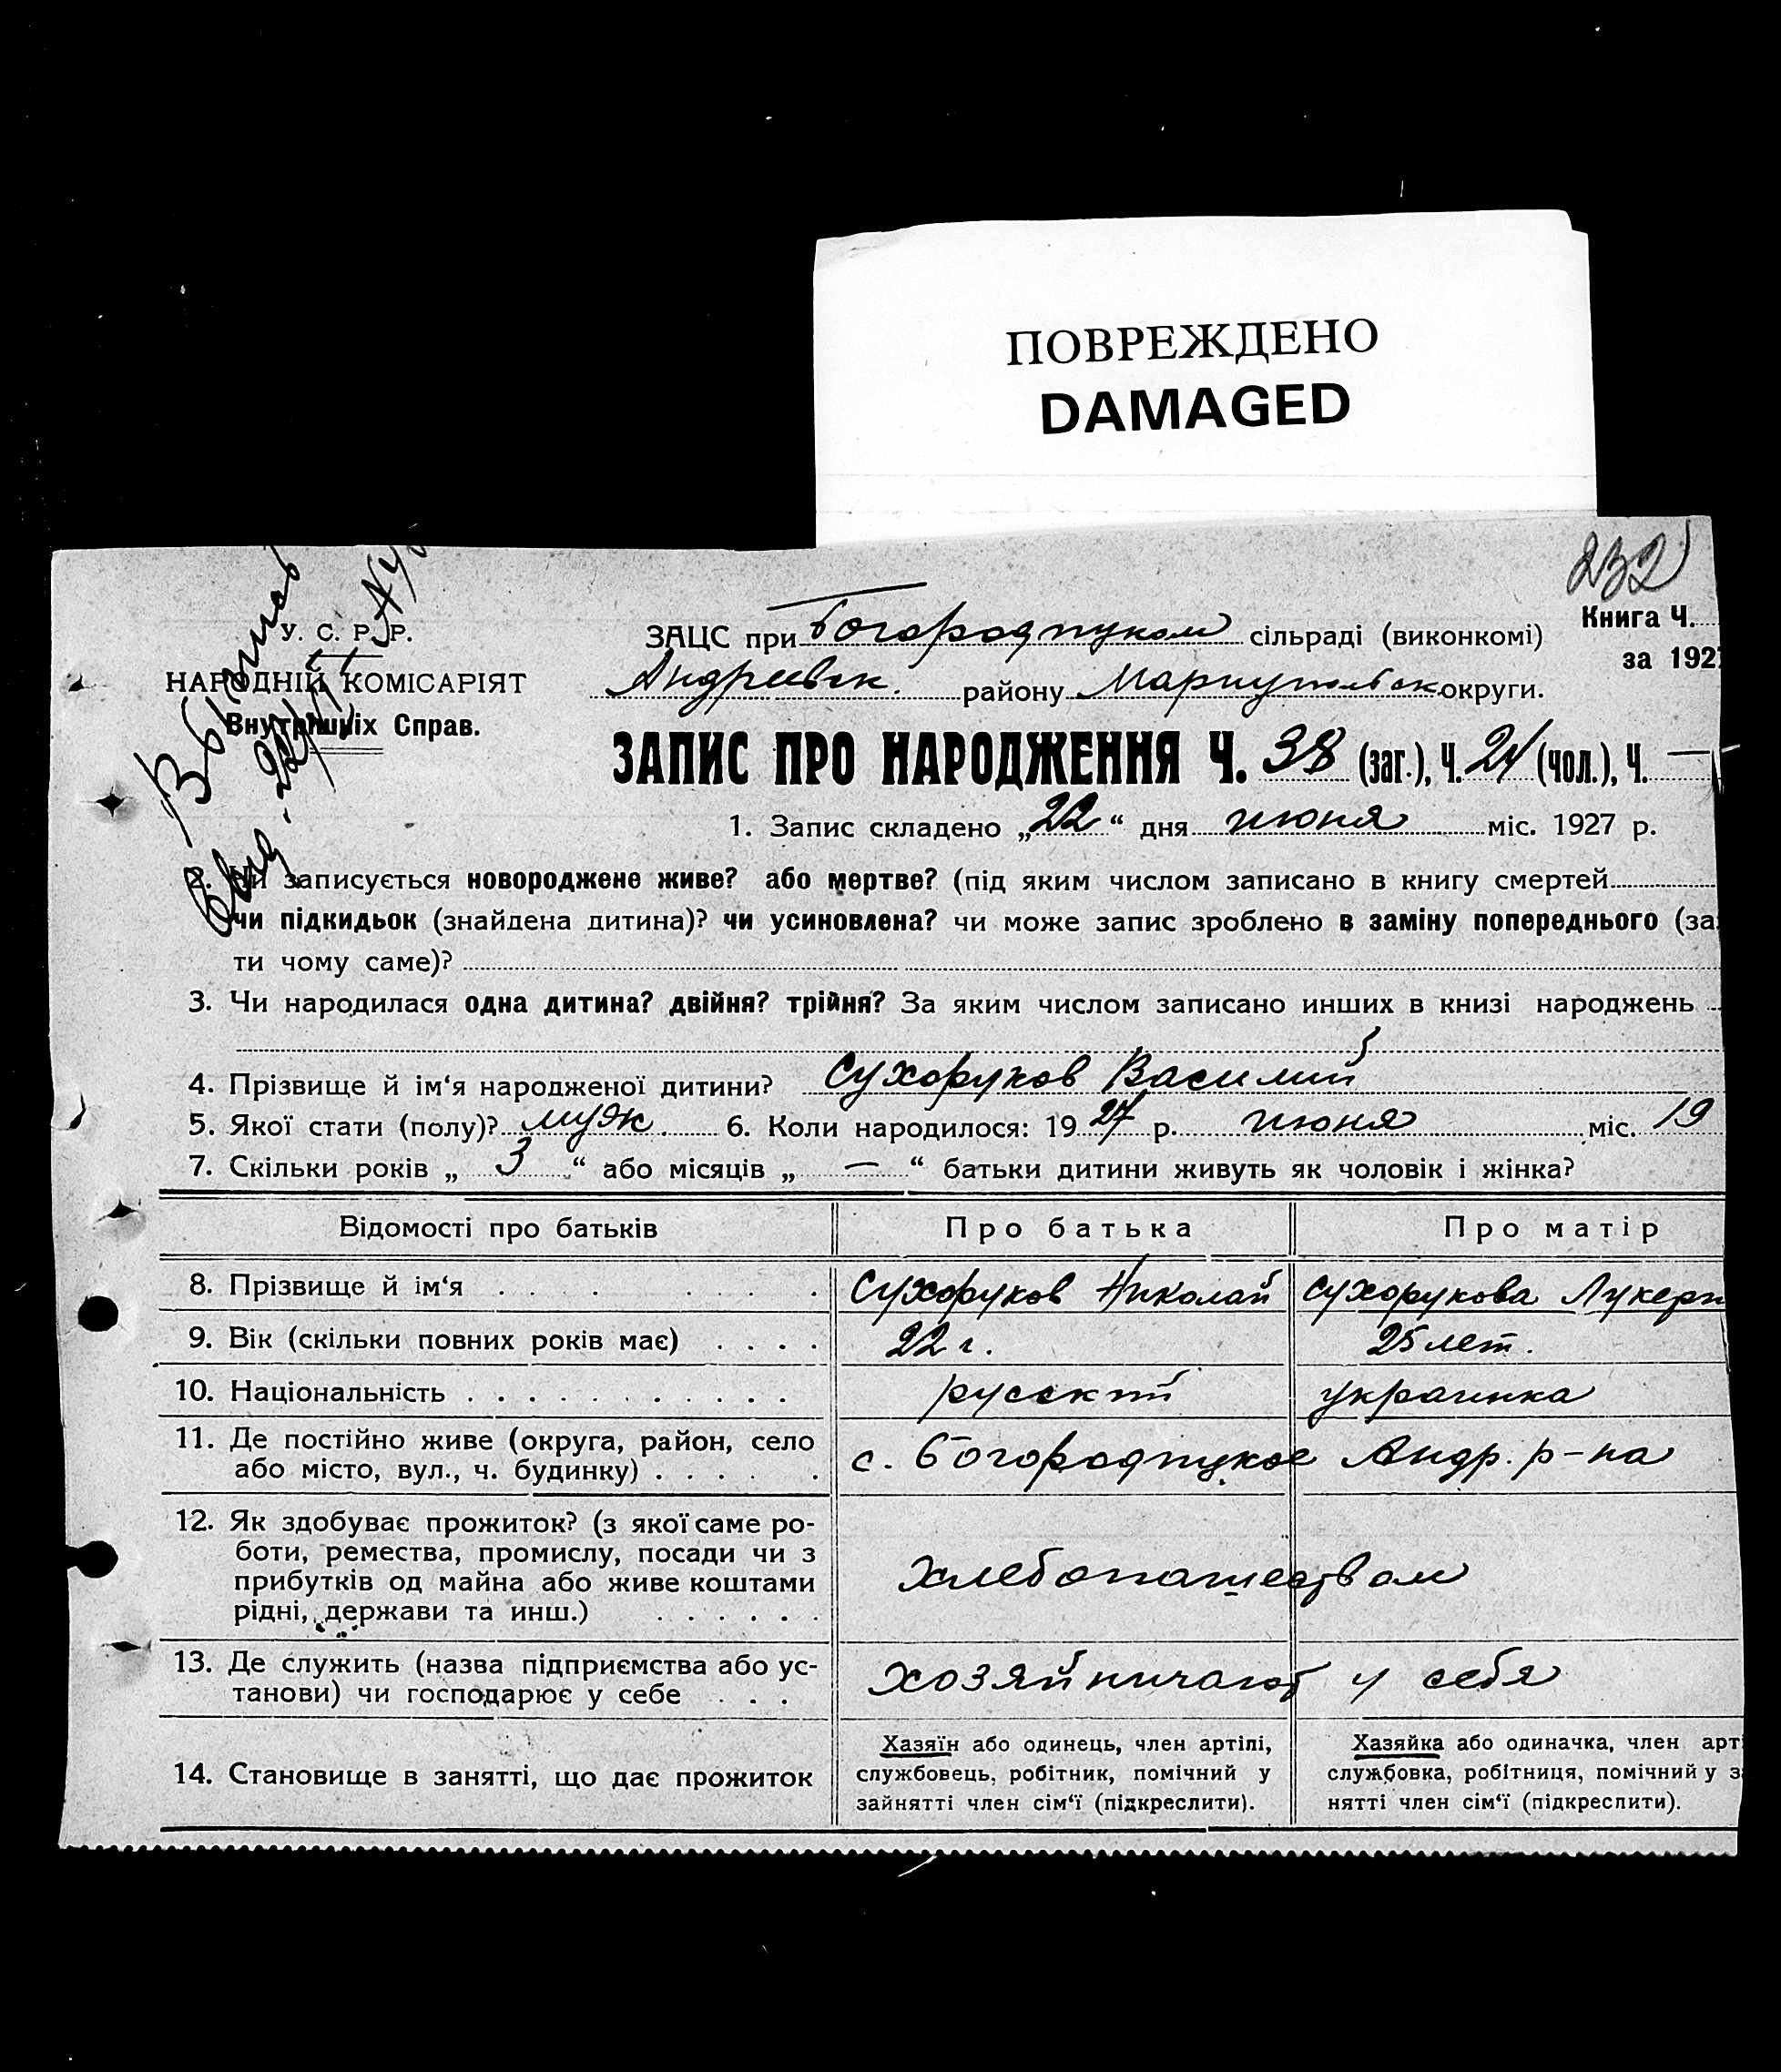 ПОВРЕЖДЕНО
DAMAGED
232
Книга Ч.
за 1927
У. С. Р. Р.
НАРОДНІЙ КОМІСАРІЯТ
Внутрішніх Справ.
ЗАЦС при Богородицком сільраді (виконкомі)
Андреевск. району Мариупольск округи.
ЗАПИС ПРО НАРОДЖЕННЯ Ч. 38 (заг.), Ч. 21 (чол.), Ч. —
1. Запис складено „22“ дня июня міс. 1927 р.
2. Чи записується новороджене живе? або мертве? (під яким числом записано в книгу смертей
чи підкидьок (знайдена дитина)? чи усиновлена? чи може запис зроблено в заміну попереднього (за
ти чому саме)?
3. Чи народилася одна дитина? двійня? трійня? За яким числом записано инших в книзі народжень
4. Прізвище й ім‘я народженої дитини? Сухоруков Василий
5. Якої стати (полу)? муж. 6. Коли народилося: 1927 р. июня міс. 19
7. Скільки років „ 3 “ або місяців „ — “ батьки дитини живуть як чоловік і жінка?
Відомості про батьків Про батька Про матір
8. Прізвище й ім‘я Сухоруков Николай Сухорукова Лукерь
9. Вік (скільки повних років має) 22 г. 25 лет.
10. Національність русский украинка
11. Де постійно живе (округа, район, село
або місто, вул., ч. будинку) с. Богородицкое Андр. р-на
12. Як здобуває прожиток? (з якої саме ро-
боти, ремества, промислу, посади чи з
прибутків од майна або живе коштами
рідні, держави та инш.) Хлебопашеством
13. Де служить (назва підприємства або ус-
танови) чи господарює у себе хозяйничают у себя
14. Становище в занятті, що дає прожиток
Хазяїн або одинець, член артілі,
службовець, робітник, помічний у
зайнятті член сім‘ї (підкреслити).
Хазяйка або одиначка, член арті
службовка, робітниця, помічний у за
нятті член сім‘ї (підкреслити).